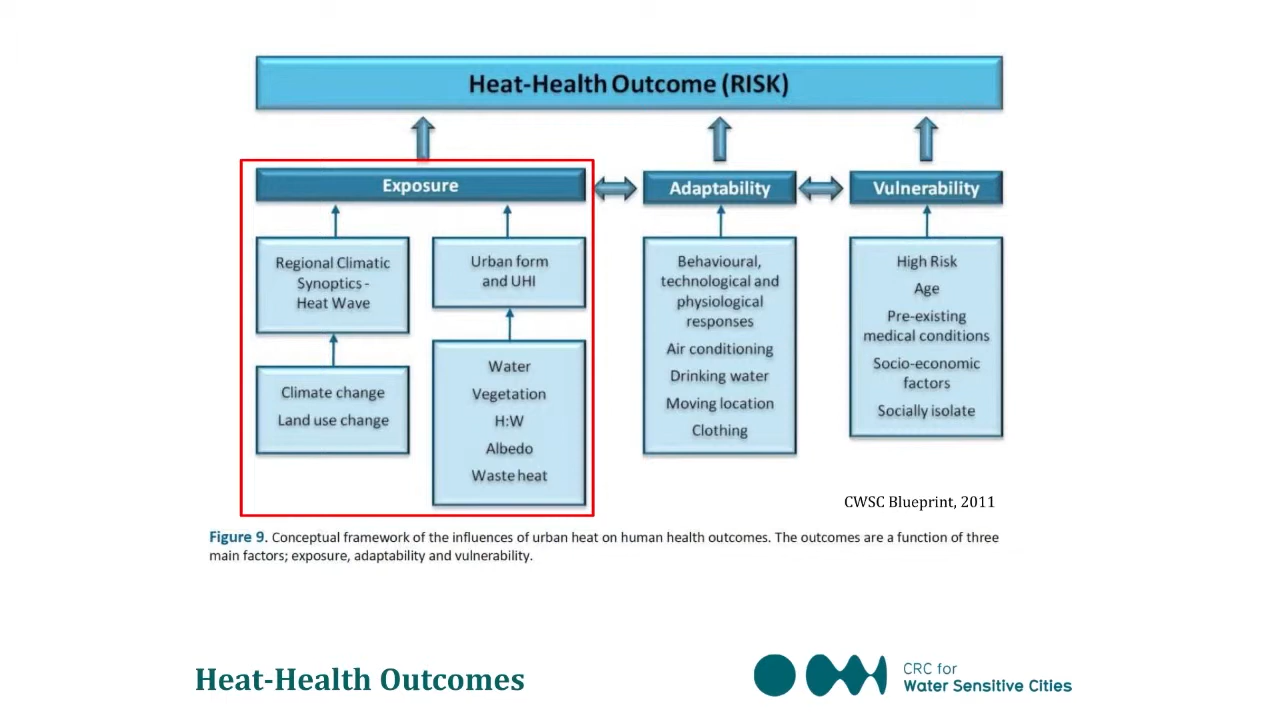 Heat-Health Outcome (RISK)
Exposure
Regional Climatic
Synoptics -
Heat Wave
Climate change
Land use change
Urban form
and UHI
Water
Vegetation
H:W
Albedo
Waste heat
Adaptability
Behavioural,
technological and
physiological
responses
Air conditioning
Drinking water
Moving location
Clothing
Vulnerability
High Risk
Age
Pre-existing
medical conditions
Socio-economic
factors
Socially isolate
CWSC Blueprint, 2011
Figure 9. Conceptual framework of the influences of urban heat on human health outcomes. The outcomes are a function of three
main factors; exposure, adaptability and vulnerability.
Heat-Health Outcomes
CRC for
Water Sensitive Cities